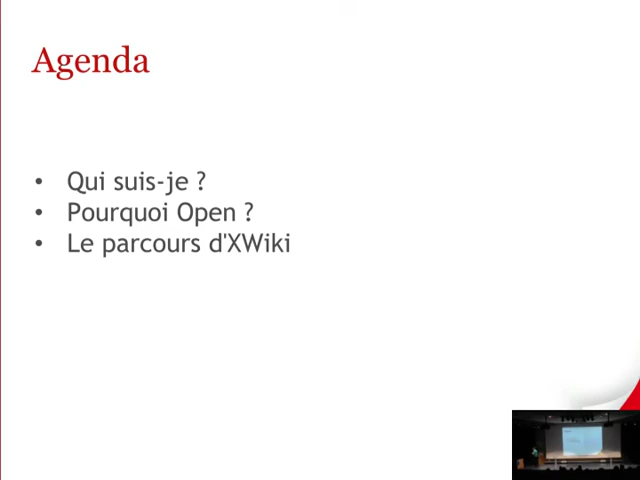 Agenda
• Qui suis-je ?
• Pourquoi Open ?
• Le parcours d'XWiki